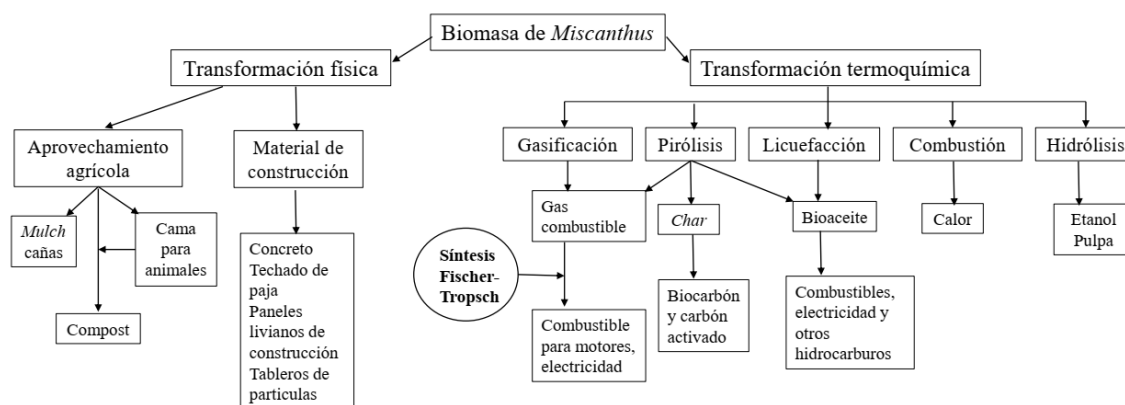 Biomasa de Miscanthus
Transformación física
Transformación termoquímica
Aprovechamiento
agrícola
Material de
construcción
Gasificación
Pirólisis
Licuefacción
Combustión
Hidrólisis
Mulch
cañas
Cama
para
animales
Compost
Concreto
Techado de
paja
Paneles
livianos de
construcción
Tableros de
particulas
Gas
combustible
Char
Bioaceite
Calor
Etanol
Pulpa
Síntesis
Fischer-
Tropsch
Combustible
para motores,
electricidad
Biocarbón
y carbón
activado
Combustibles,
electricidad y
otros
hidrocarburos